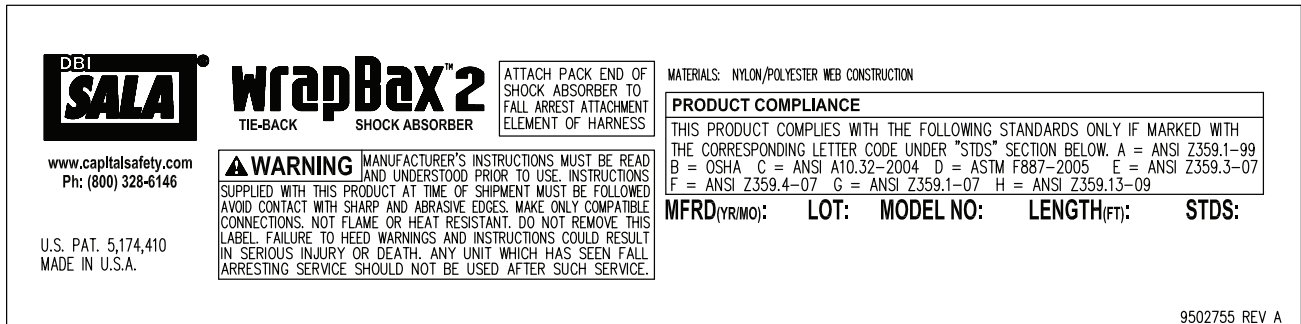 DBI
SALA®
www.capitalsafety.com
Ph: (800) 328-6146
U.S. PAT. 5,174,410
MADE IN U.S.A.
wrapBax™2
TIE-BACK SHOCK ABSORBER
ATTACH PACK END OF
SHOCK ABSORBER TO
FALL ARREST ATTACHMENT
ELEMENT OF HARNESS
WARNING MANUFACTURER'S INSTRUCTIONS MUST BE READ
AND UNDERSTOOD PRIOR TO USE. INSTRUCTIONS
SUPPLIED WITH THIS PRODUCT AT TIME OF SHIPMENT MUST BE FOLLOWED
AVOID CONTACT WITH SHARP AND ABRASIVE EDGES. MAKE ONLY COMPATIBLE
CONNECTIONS. NOT FLAME OR HEAT RESISTANT. DO NOT REMOVE THIS
LABEL. FAILURE TO HEED WARNINGS AND INSTRUCTIONS COULD RESULT
IN SERIOUS INJURY OR DEATH. ANY UNIT WHICH HAS SEEN FALL
ARRESTING SERVICE SHOULD NOT BE USED AFTER SUCH SERVICE.
MATERIALS: NYLON/POLYESTER WEB CONSTRUCTION
PRODUCT COMPLIANCE
THIS PRODUCT COMPLIES WITH THE FOLLOWING STANDARDS ONLY IF MARKED WITH
THE CORRESPONDING LETTER CODE UNDER "STDS" SECTION BELOW. A = ANSI Z359.1-99
B = OSHA C = ANSI A10.32-2004 D = ASTM F887-2005 E = ANSI Z359.3-07
F = ANSI Z359.4-07 G = ANSI Z359.1-07 H = ANSI Z359.13-09
MFRD(YR/MO): LOT: MODEL NO: LENGTH(FT): STDS:
9502755 REV A